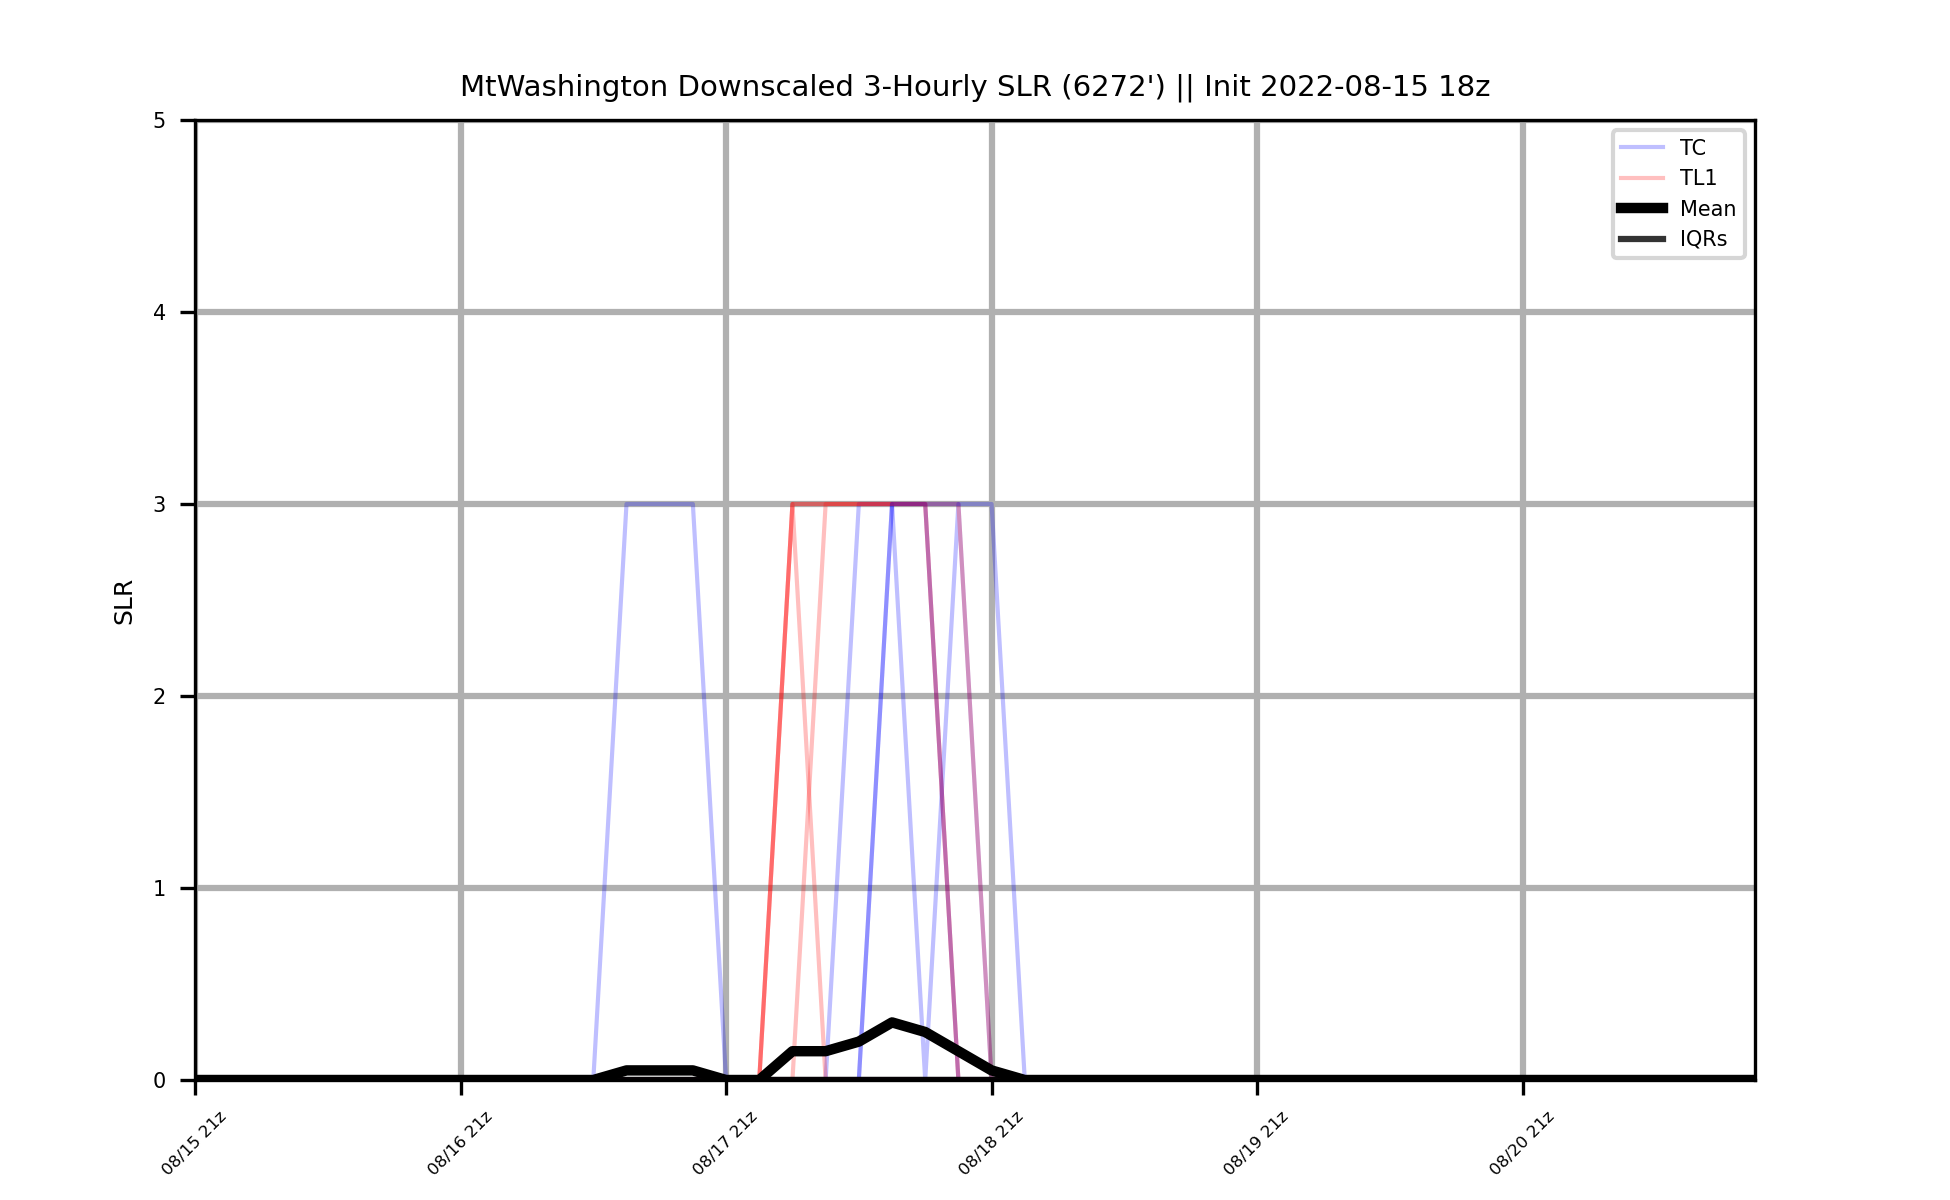 MtWashington Downscaled 3-Hourly SLR (6272') || Init 2022-08-15 18z
5
4
3
2
1
0
SLR
TC
TL1
Mean
IQRs
08/15 21z
08/16 21z
08/17 21z
08/18 21z
08/19 21z
08/20 21z